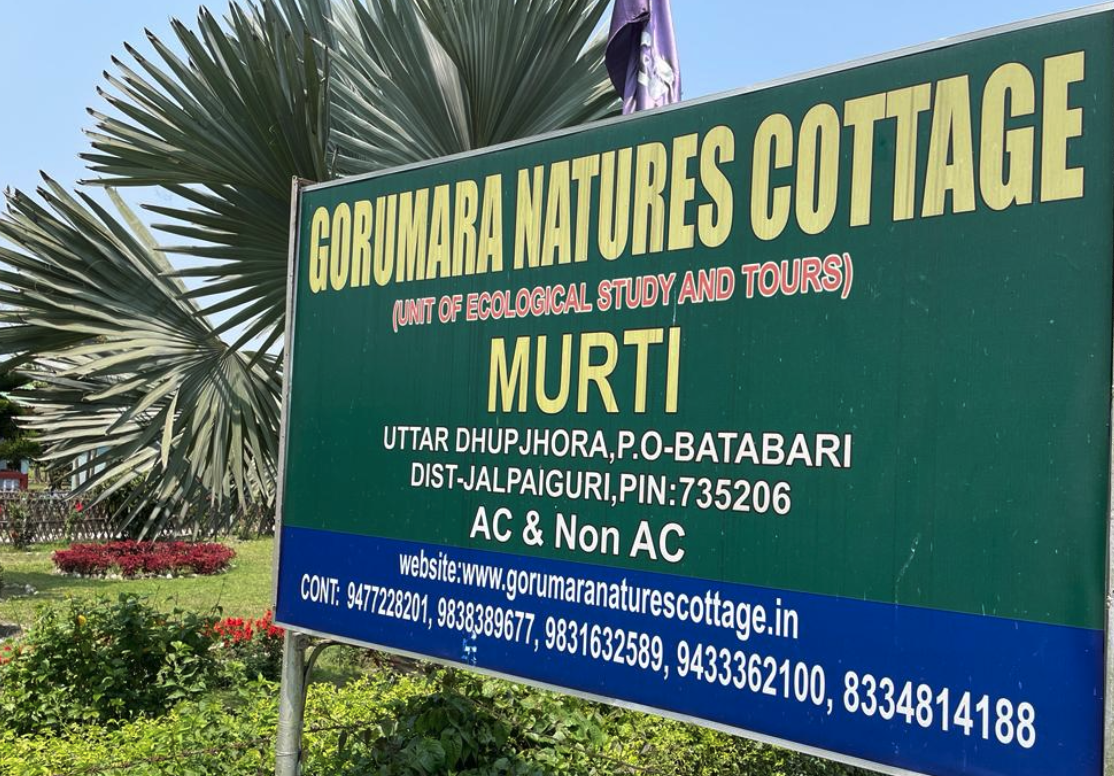 GORUMARA NATURES COTTAGE
(UNIT OF ECOLOGICAL STUDY AND TOURS)
MURTI
UTTAR DHUPJHORA,P.O-BATABARI
DIST-JALPAIGURI,PIN:735206
AC & Non AC
website:www.gorumaranaturescottage.in
CONT: 9477228201, 9838389677, 9831632589, 9433362100, 8334814188